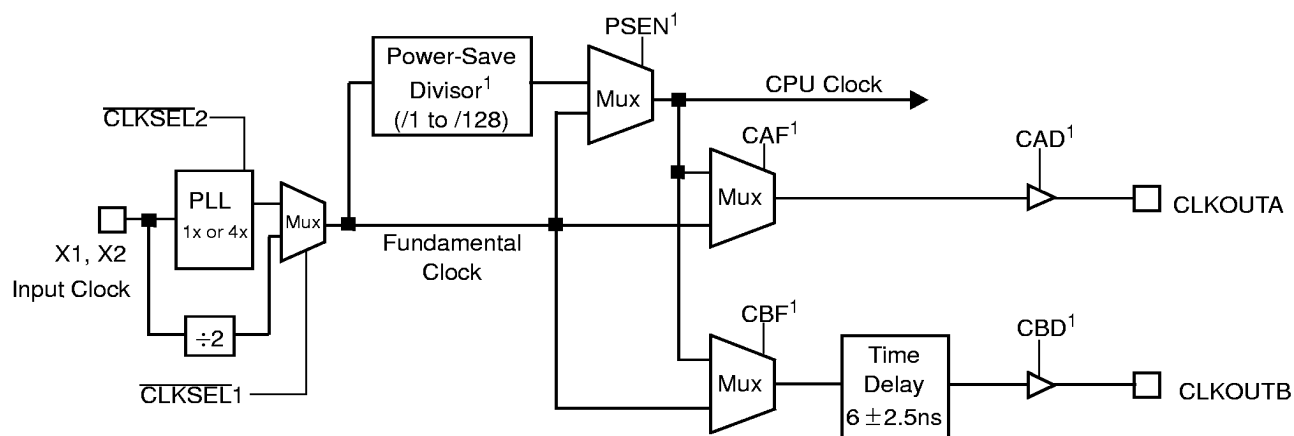 PSEN¹
Power-Save
Divisor¹
(/1 to /128)
Mux
CPU Clock
CLKSEL2
CAF¹
CAD¹
PLL
1x or 4x
Mux
Mux
CLKOUTA
X1, X2
Input Clock
Fundamental
Clock
÷2
CLKSEL1
CBF¹
Mux
Time
Delay
6 ±2.5ns
CBD¹
CLKOUTB